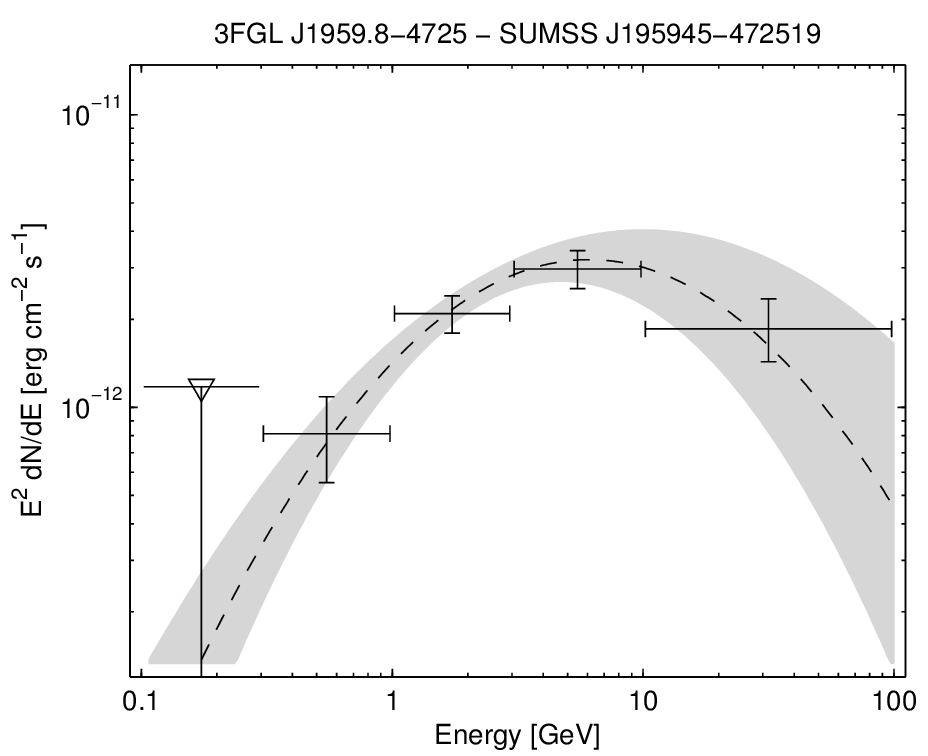 3FGL J1959.8−4725 − SUMSS J195945−472519
10⁻¹¹
10⁻¹²
E² dN/dE [erg cm⁻² s⁻¹]
0.1 1 10 100
Energy [GeV]